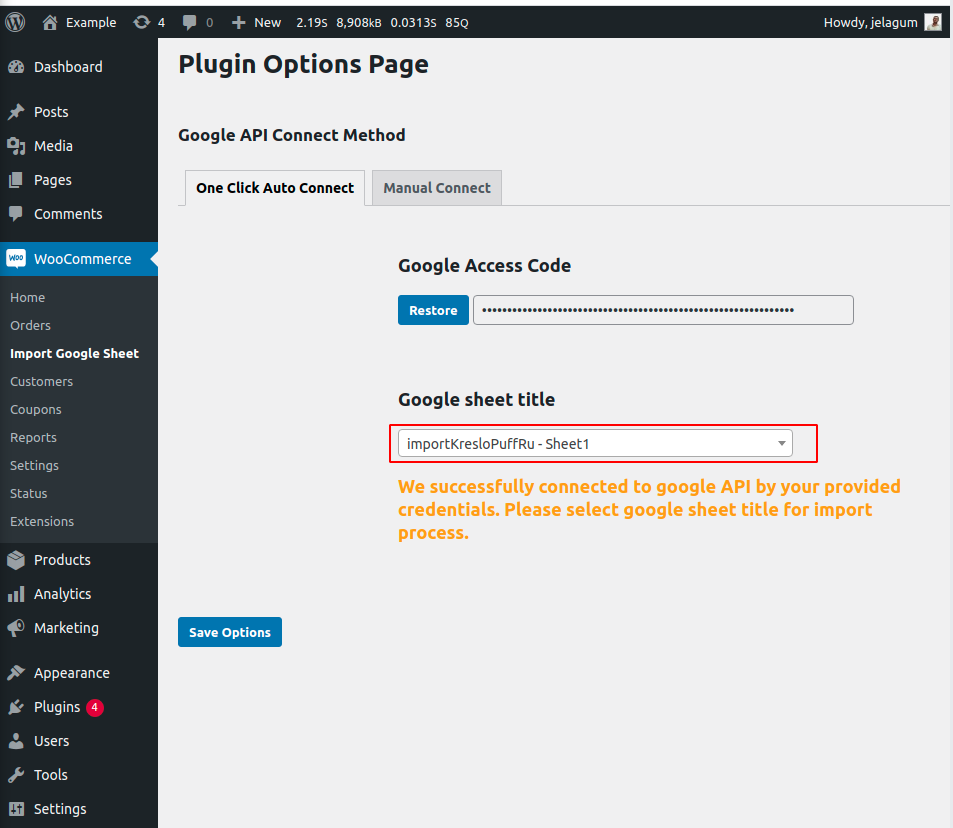 Example 4 0 New 2.19S 8,908KB 0.0313S 85Q Howdy, jelagum
Dashboard
Posts
Media
Pages
Comments
WOO WooCommerce
Home
Orders
Import Google Sheet
Customers
Coupons
Reports
Settings
Status
Extensions
Products
Analytics
Marketing
Appearance
Plugins 4
Users
Tools
Settings
Plugin Options Page
Google API Connect Method
One Click Auto Connect Manual Connect
Google Access Code
Restore
Google sheet title
importKresloPuffRu - Sheet1
We successfully connected to google API by your provided
credentials. Please select google sheet title for import
process.
Save Options